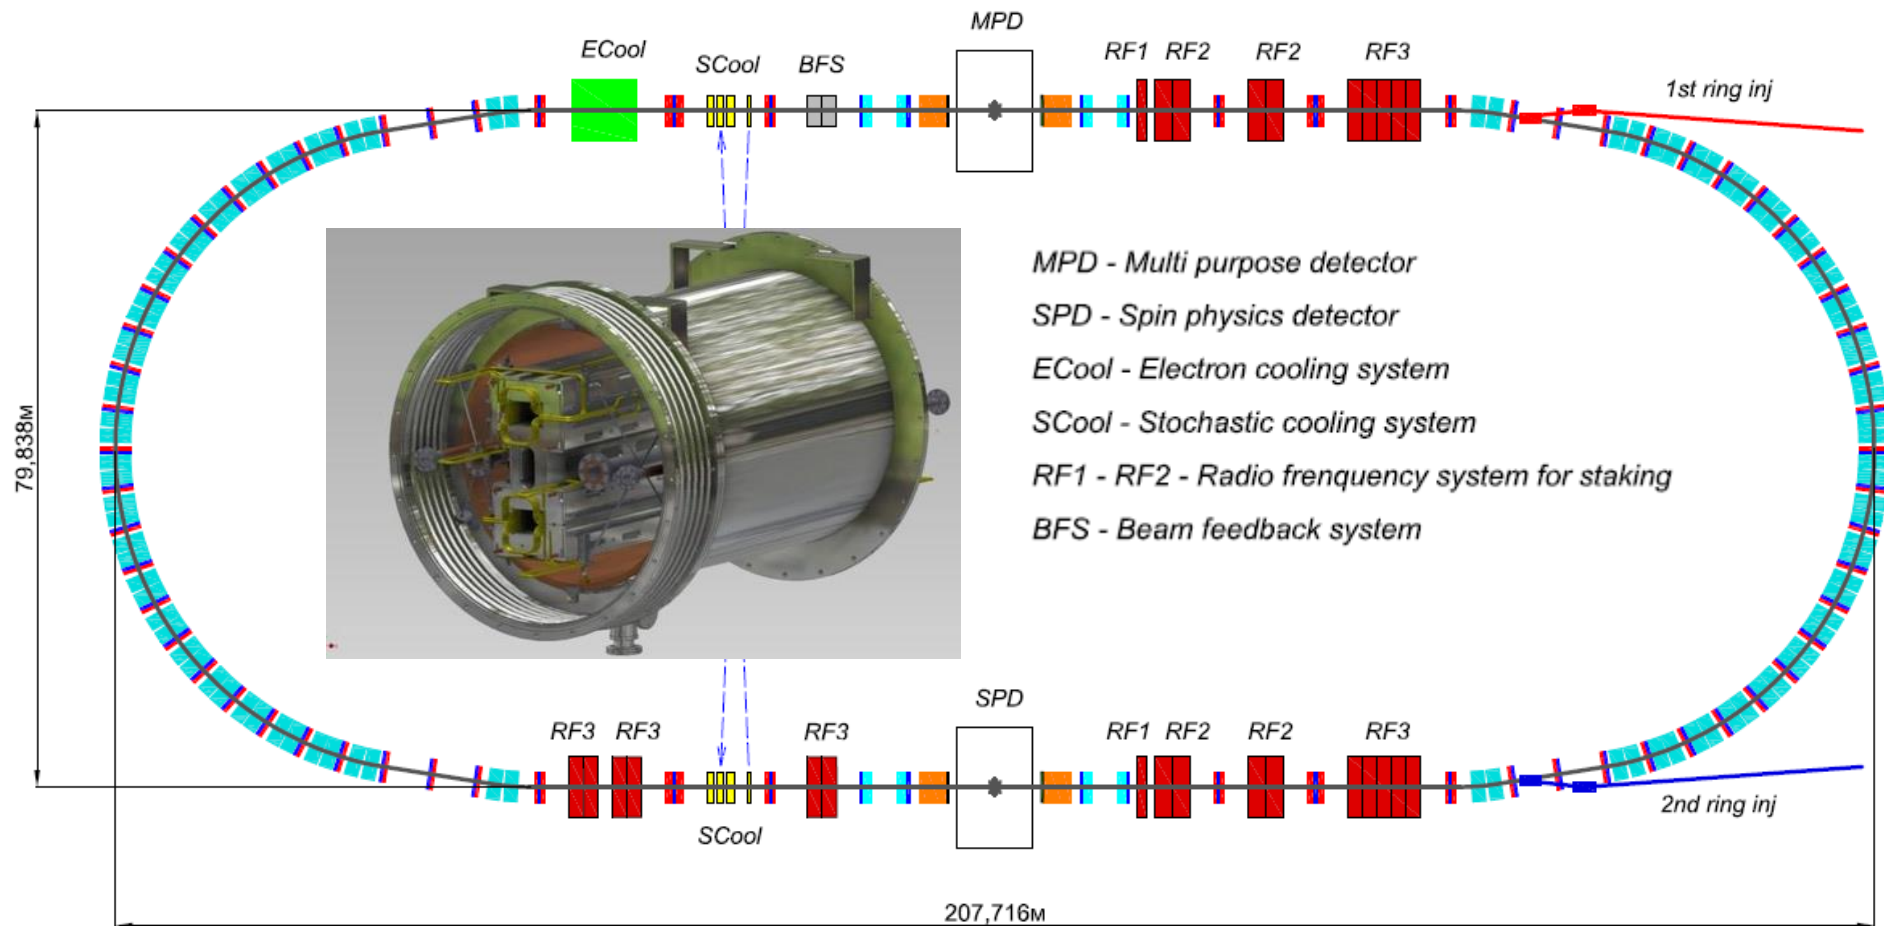 MPD
ECool
SCool
BFS
RF1
RF2
RF2
RF3
1st ring inj
79,838м
MPD - Multi purpose detector
SPD - Spin physics detector
ECool - Electron cooling system
SCool - Stochastic cooling system
RF1 - RF2 - Radio frenquency system for staking
BFS - Beam feedback system
SPD
RF3
RF3
RF3
RF1
RF2
RF2
RF3
SCool
2nd ring inj
207,716м